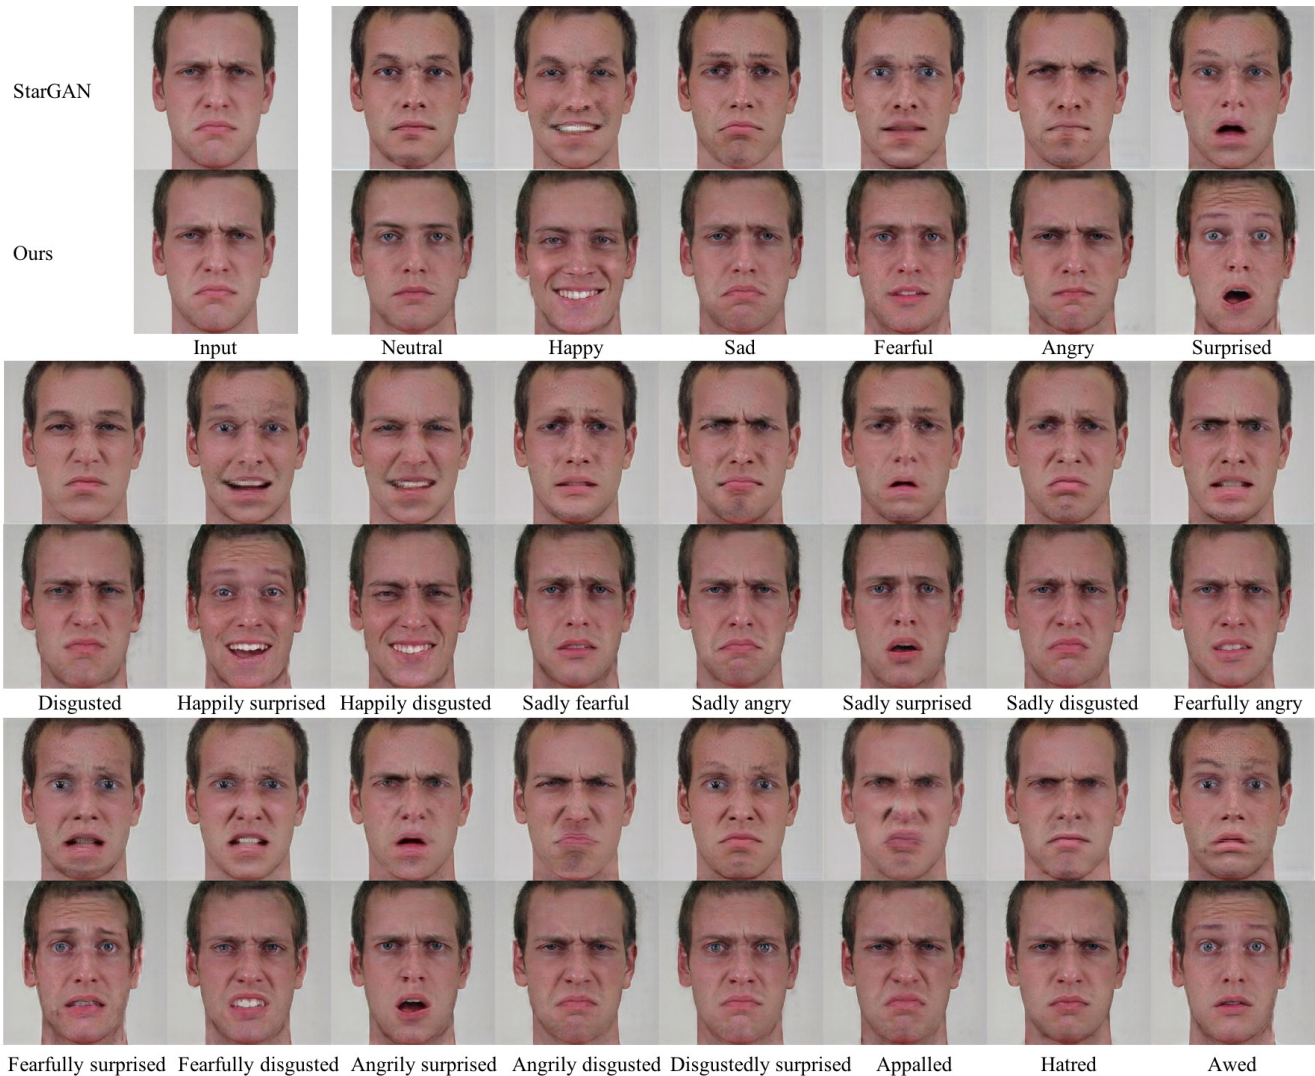 StarGAN
Ours
Input Neutral Happy Sad Fearful Angry Surprised
Disgusted Happily surprised Happily disgusted Sadly fearful Sadly angry Sadly surprised Sadly disgusted Fearfully angry
Fearfully surprised Fearfully disgusted Angrily surprised Angrily disgusted Disgustedly surprised Appalled Hatred Awed